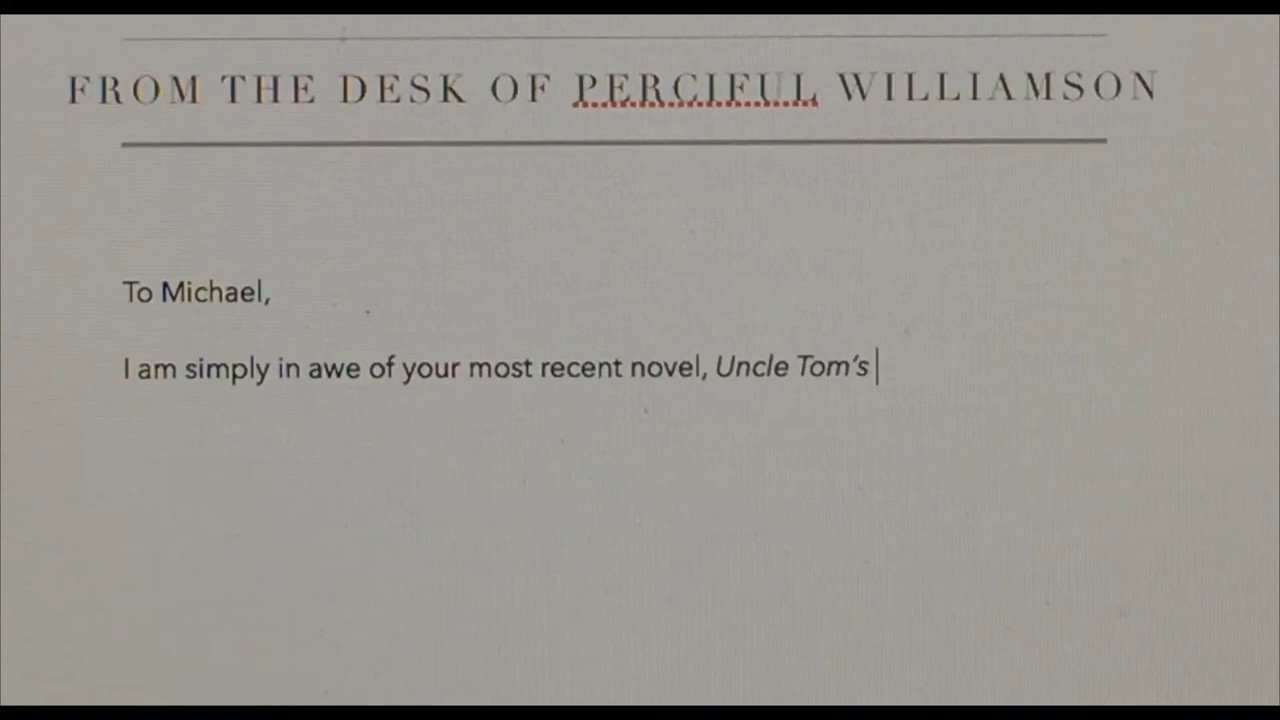 FROM THE DESK OF PERCIFUL WILLIAMSON
To Michael,
I am simply in awe of your most recent novel, Uncle Tom's